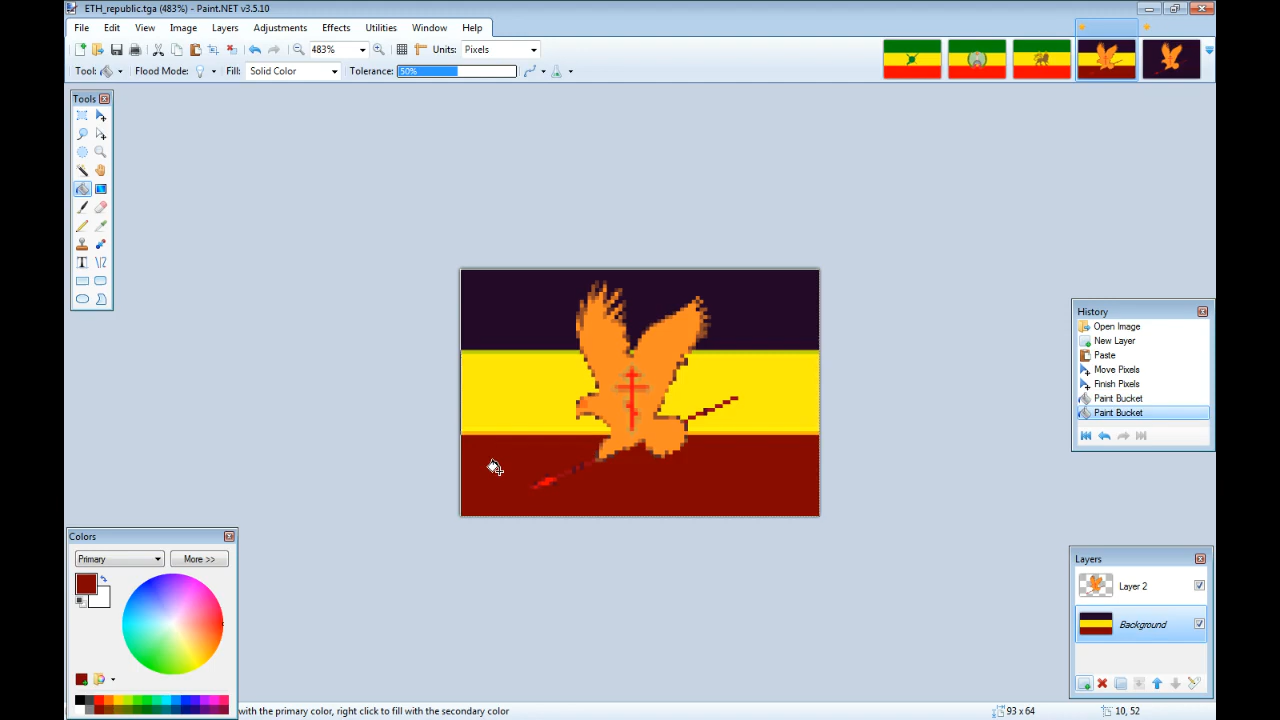 ETH_republic.tga (483%) - Paint.NET v3.5.10
File Edit View Image Layers Adjustments Effects Utilities Window Help
483% Units: Pixels
Tool: Flood Mode: Fill: Solid Color Tolerance: 50%
Tools
History
Open Image
New Layer
Paste
Move Pixels
Finish Pixels
Paint Bucket
Paint Bucket
Colors
Primary More >>
Layers
Layer 2
Background
with the primary color, right click to fill with the secondary color 93 x 64 10, 52